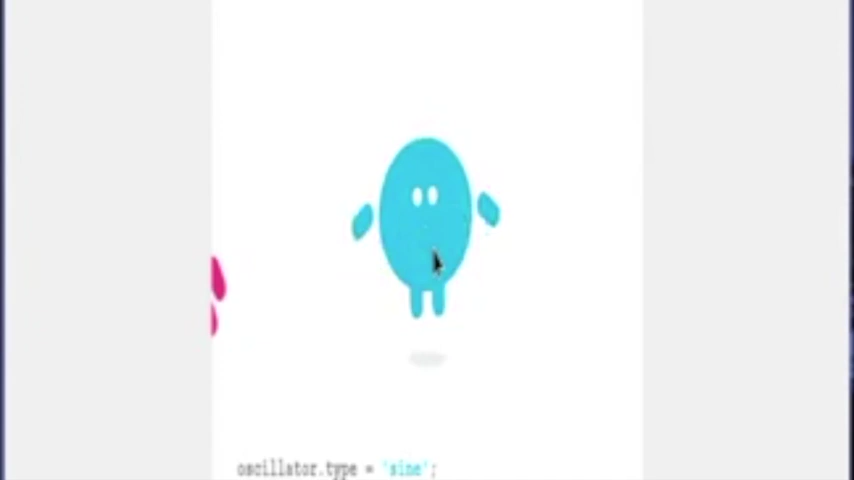 oscillator.type = 'sine';